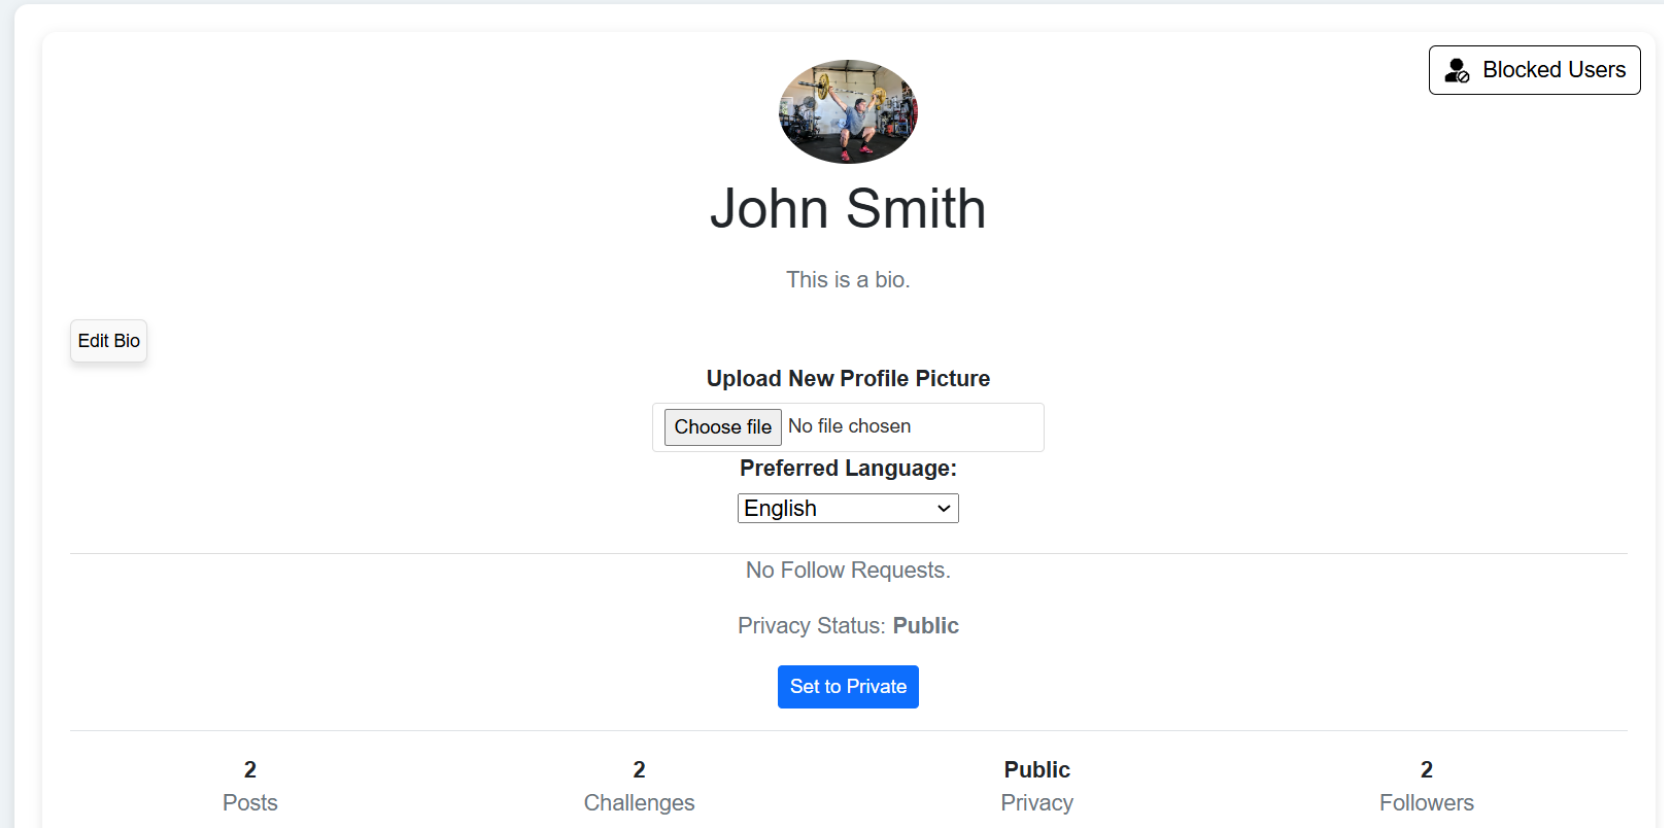 Blocked Users
John Smith
This is a bio.
Edit Bio
Upload New Profile Picture
Choose file No file chosen
Preferred Language:
English
No Follow Requests.
Privacy Status: Public
Set to Private
2 2 Public 2
Posts Challenges Privacy Followers